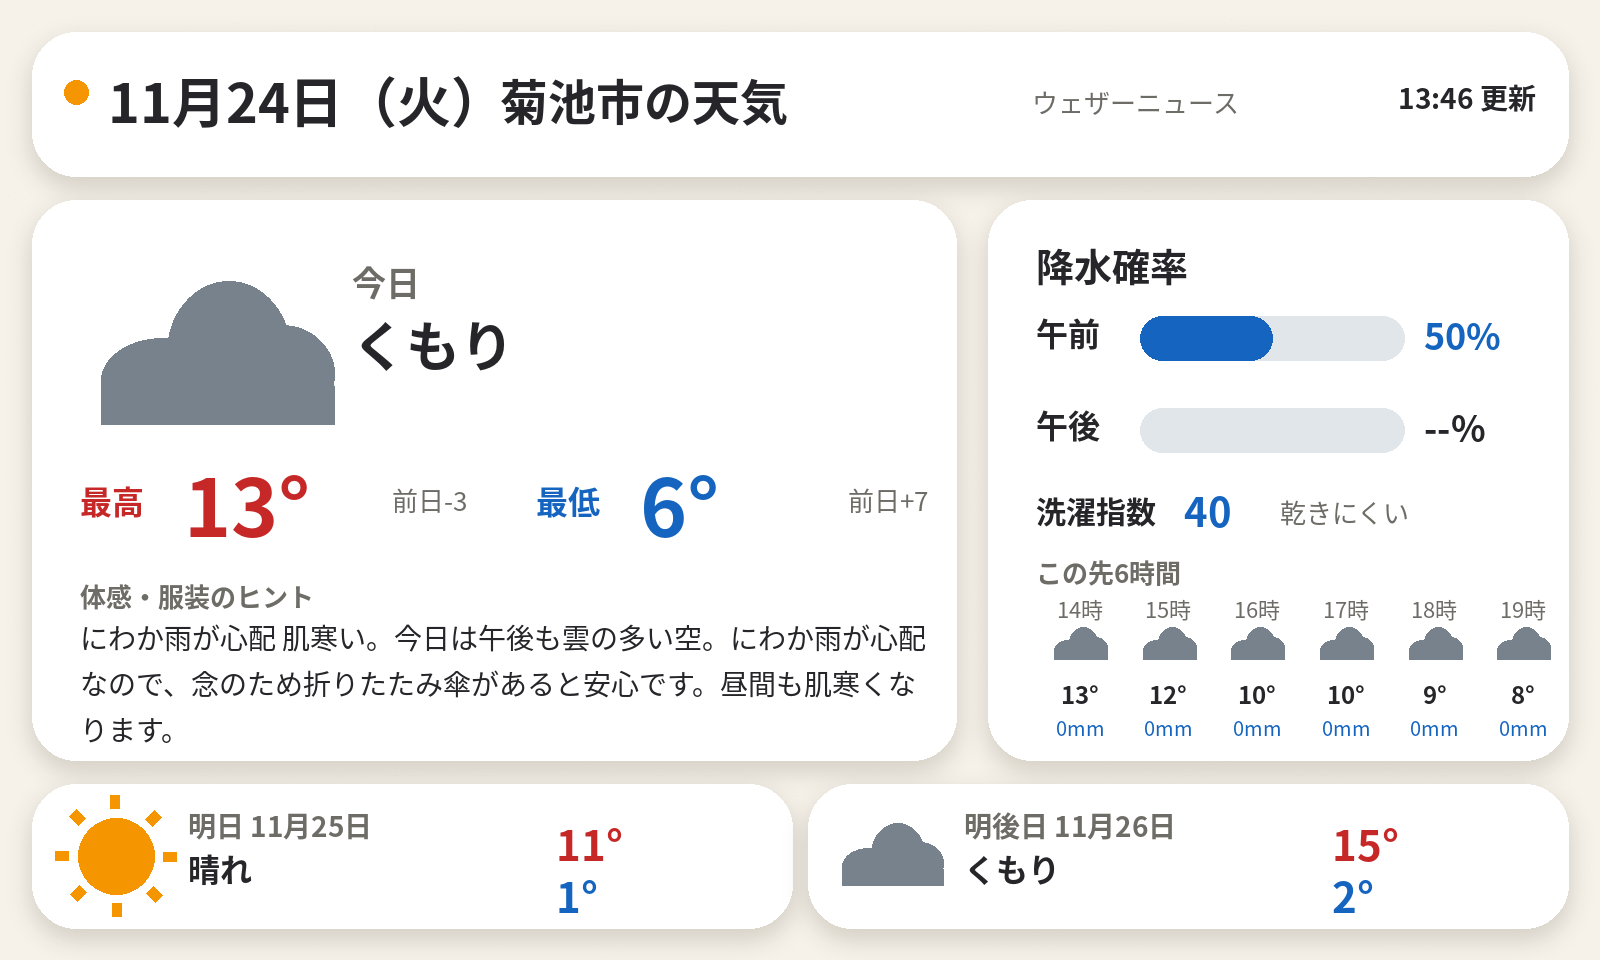 11月24日（火）菊池市の天気
ウェザーニュース
13:46 更新
今日
くもり
最高 13° 前日-3 最低 6° 前日+7
体感・服装のヒント
にわか雨が心配 肌寒い。今日は午後も雲の多い空。にわか雨が心配
なので、念のため折りたたみ傘があると安心です。昼間も肌寒くな
ります。
降水確率
午前 50%
午後 --%
洗濯指数 40 乾きにくい
この先6時間
14時 15時 16時 17時 18時 19時
13° 12° 10° 10° 9° 8°
0mm 0mm 0mm 0mm 0mm 0mm
明日 11月25日
晴れ
11°
1°
明後日 11月26日
くもり
15°
2°